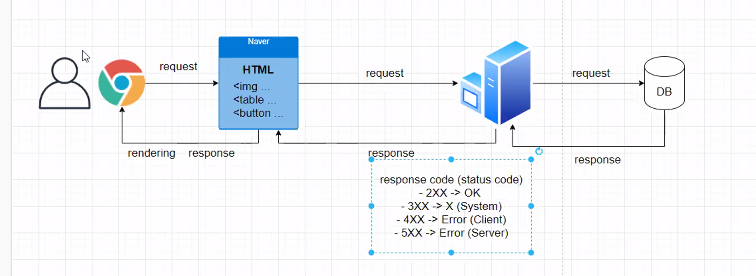 Naver
HTML
<img ...
<table ...
<button ...
request
request
request
DB
rendering
response
response
response
response code (status code)
- 2XX -> OK
- 3XX -> X (System)
- 4XX -> Error (Client)
- 5XX -> Error (Server)